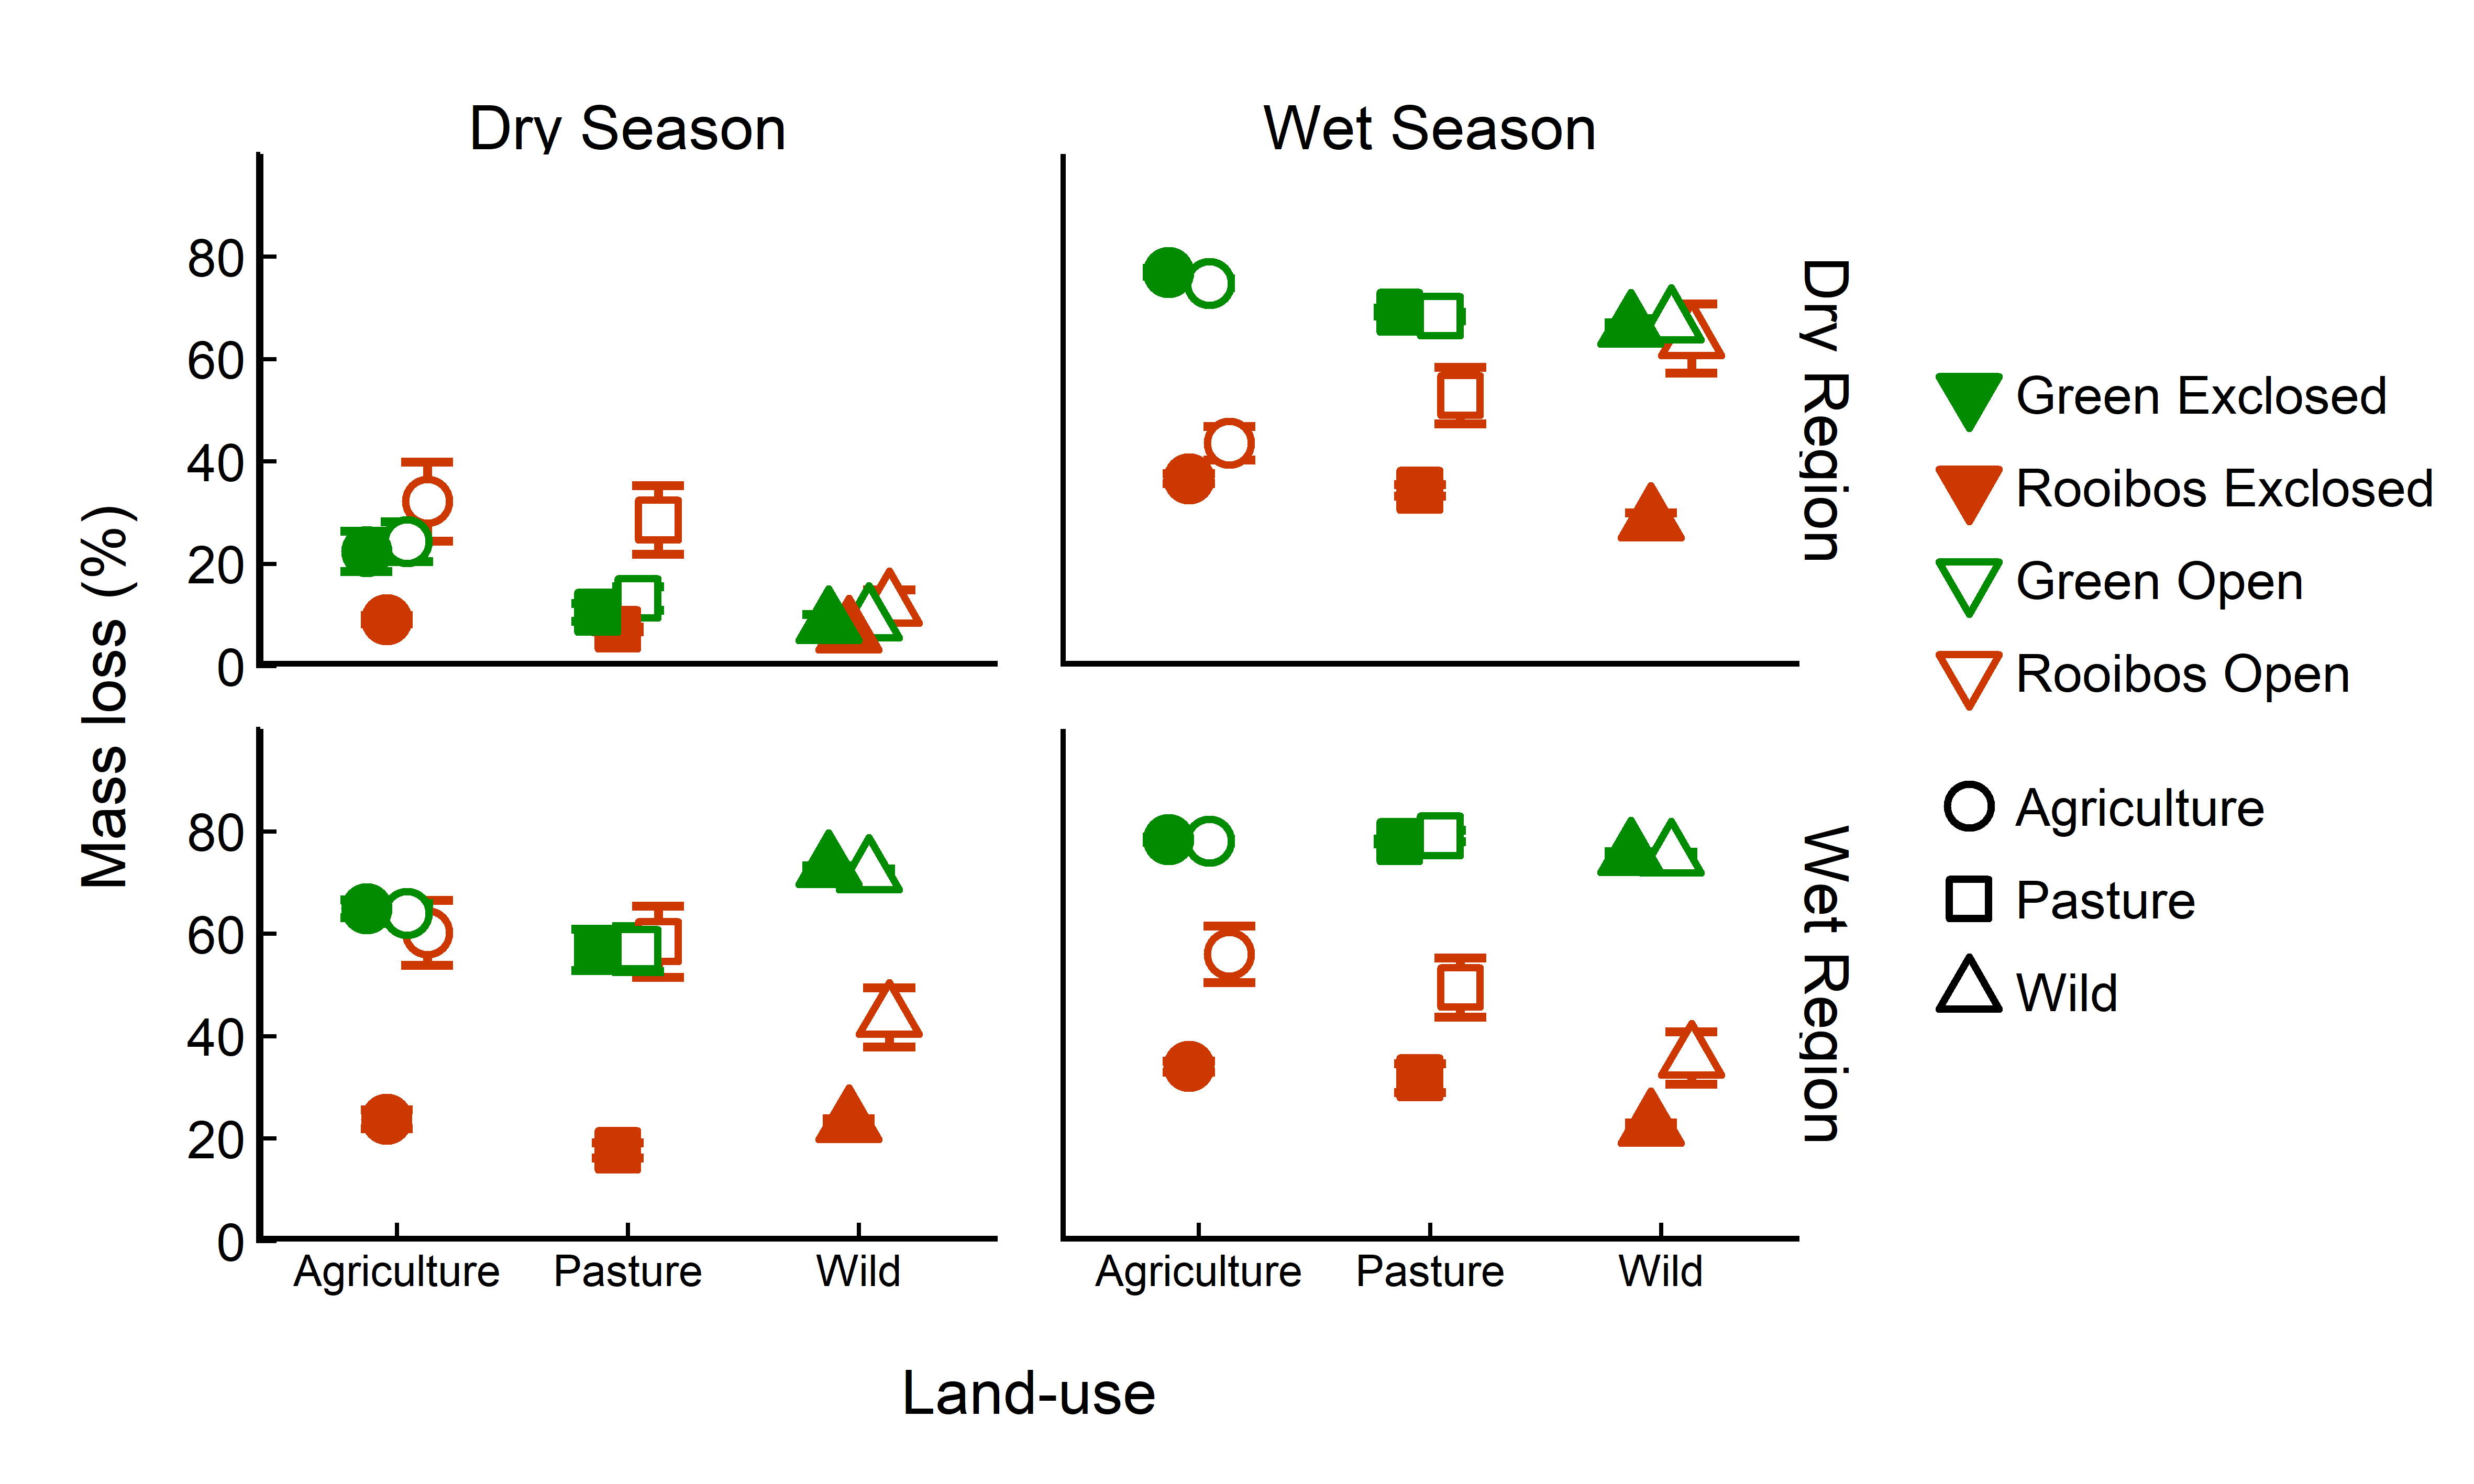 Dry Season
Wet Season
Mass loss (%)
80
60
40
20
0
Dry Region
80
60
40
20
0
Wet Region
Agriculture
Pasture
Wild
Agriculture
Pasture
Wild
Land-use
Green Exclosed
Rooibos Exclosed
Green Open
Rooibos Open
Agriculture
Pasture
Wild